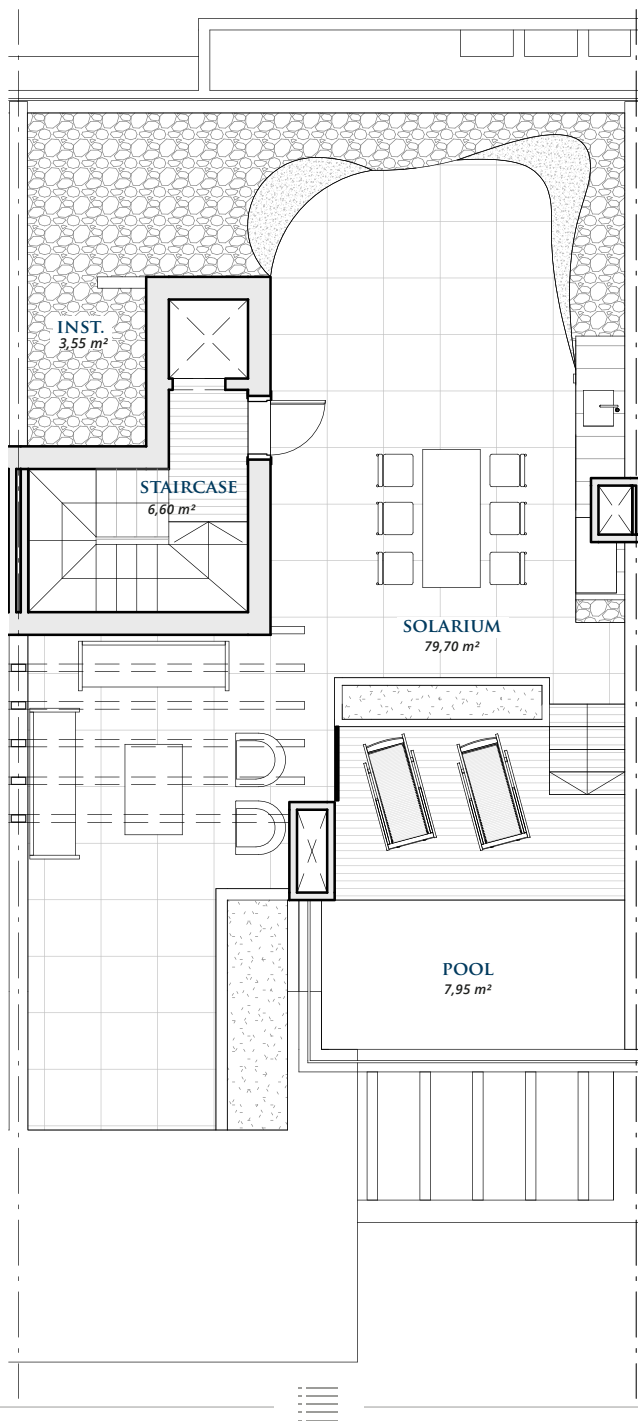 INST.
3,55 m²
STAIRCASE
6,60 m²
SOLARIUM
79,70 m²
POOL
7,95 m²